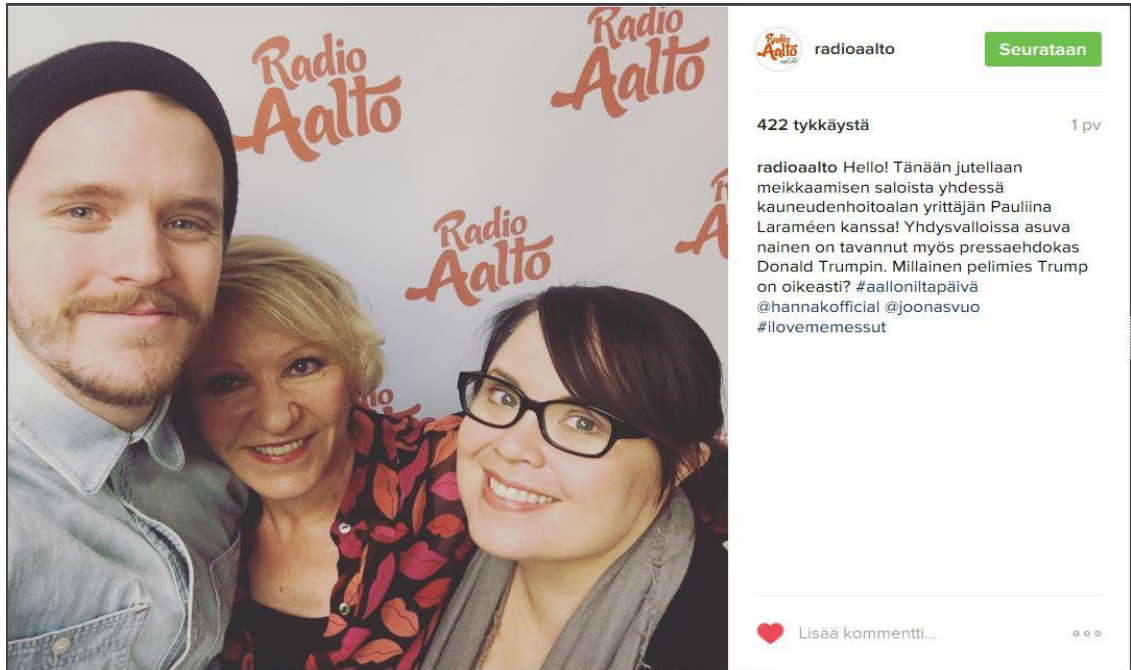 Radio
Aalto
Radio
Aalto
Radio
Aalto
radioaalto
Seurataan
422 tykkäystä
1 pv
radioaalto Hello! Tänään jutellaan
meikkaamisen saloista yhdessä
kauneudenhoitoalan yrittäjän Pauliina
Laraméen kanssa! Yhdysvalloissa asuva
nainen on tavannut myös pressaehdokas
Donald Trumpin. Millainen pelimies Trump
on oikeasti? #aalloniltapäivä
@hannakofficial @joonasvuo
#ilovememessut
Radio
Aalto
Lisää kommentti...